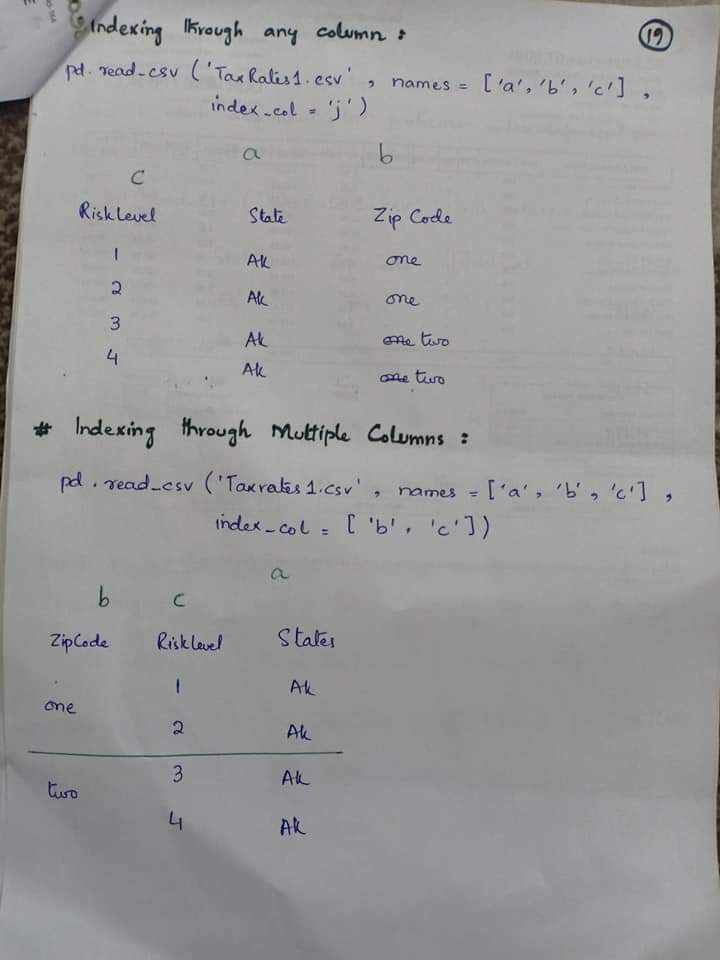 Indexing through any column :
19
pd. read_csv ('TaxRates1.csv' , names = ['a', 'b', 'c'] ,
index_col = 'j')
a b
c
Risk Level State Zip Code
1 Ak one
2 Ak one
3 Ak one two
4 Ak one two
# Indexing through Multiple Columns :
pd . read_csv ('Taxrates1.csv' , names = ['a', 'b', 'c'] ,
index_col = [ 'b', 'c'])
a
b c
ZipCode Risk Level States
one 1 Ak
2 Ak
two 3 Ak
4 Ak